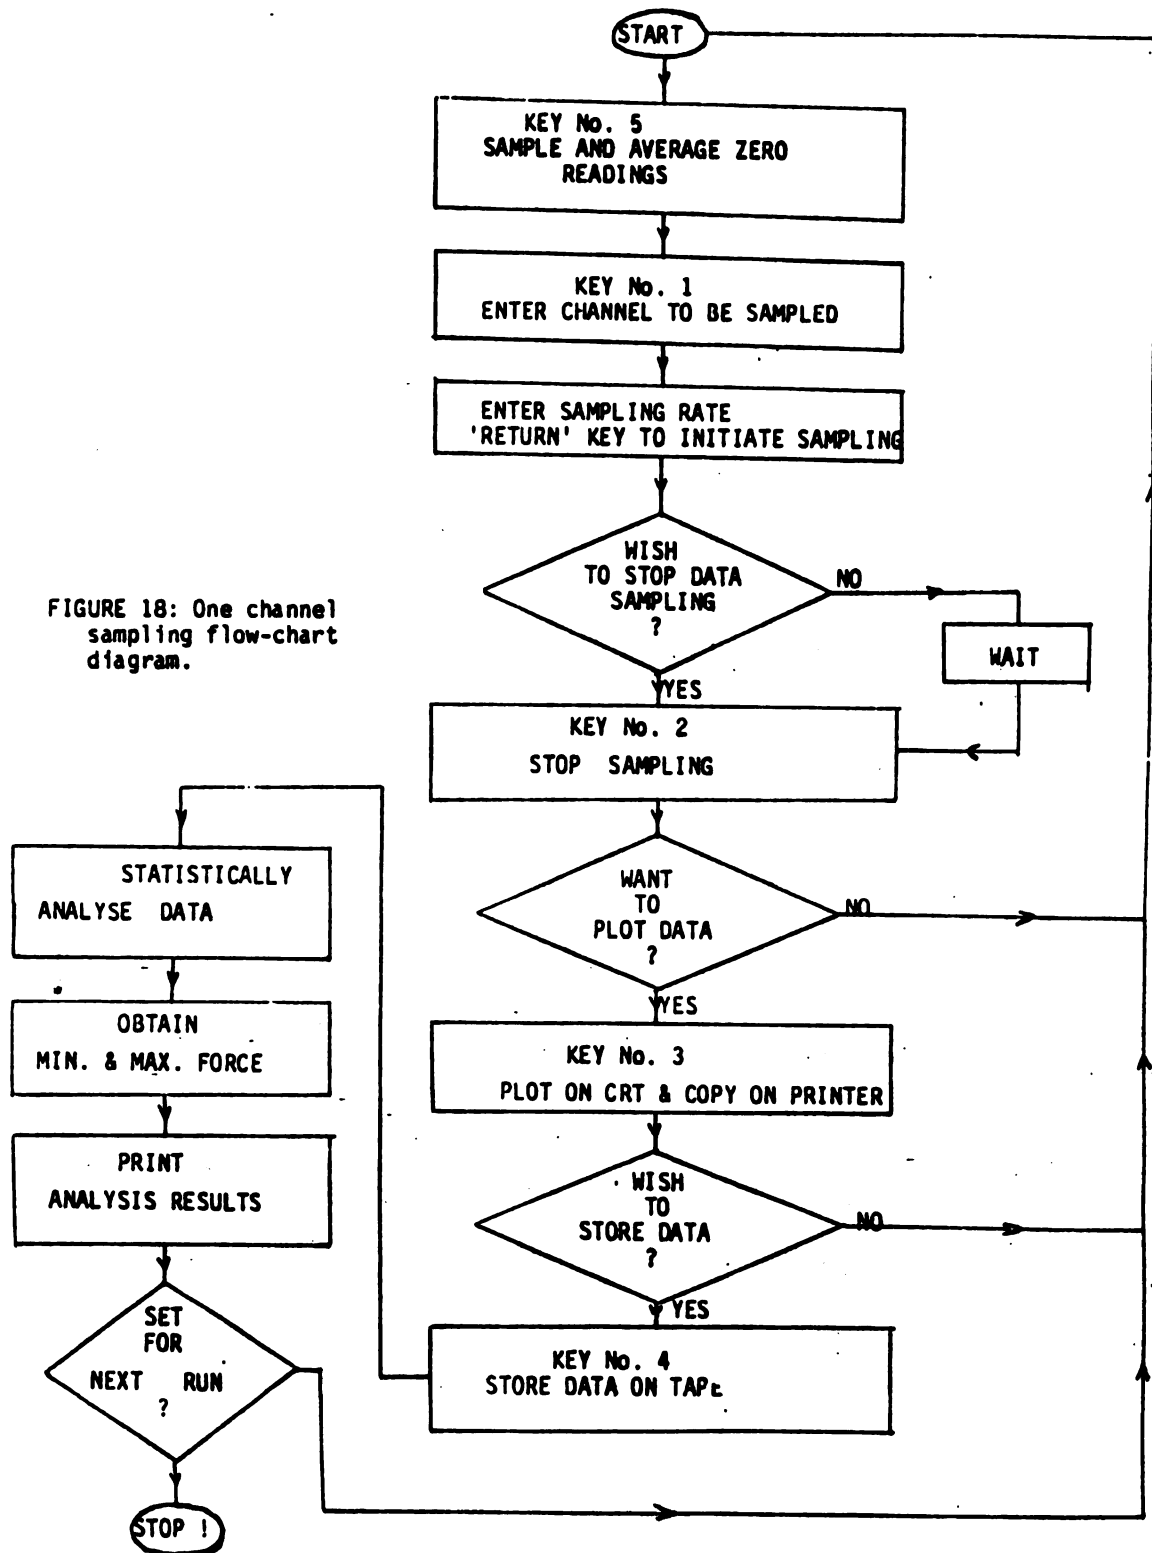 START
KEY No. 5
SAMPLE AND AVERAGE ZERO
READINGS
KEY No. 1
ENTER CHANNEL TO BE SAMPLED
ENTER SAMPLING RATE
'RETURN' KEY TO INITIATE SAMPLING
WISH
TO STOP DATA
SAMPLING
?
NO
WAIT
YES
FIGURE 18: One channel
sampling flow-chart
diagram.
KEY No. 2
STOP SAMPLING
WANT
TO
PLOT DATA
?
NO
YES
KEY No. 3
PLOT ON CRT & COPY ON PRINTER
WISH
TO
STORE DATA
?
NO
YES
KEY No. 4
STORE DATA ON TAPE
STATISTICALLY
ANALYSE DATA
OBTAIN
MIN. & MAX. FORCE
PRINT
ANALYSIS RESULTS
SET
FOR
NEXT RUN
?
STOP !